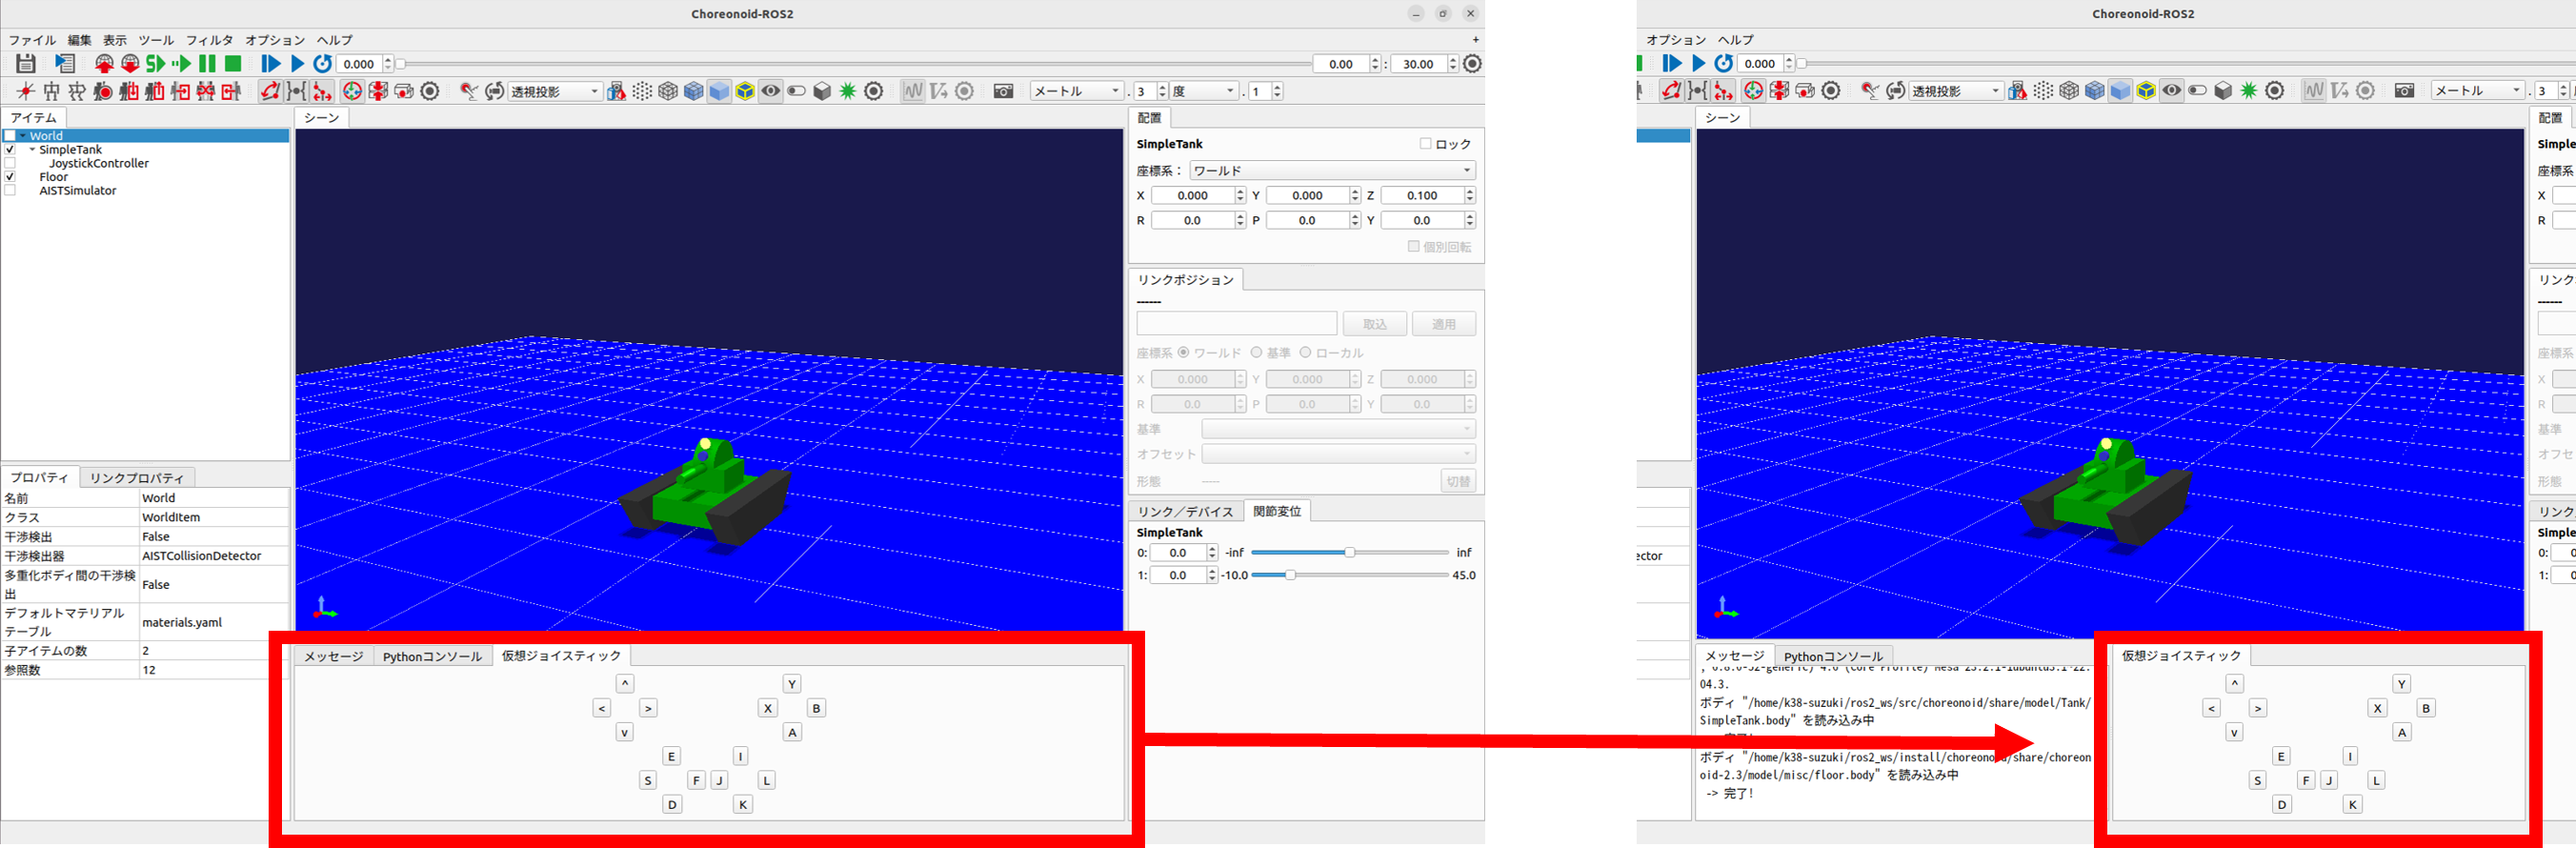 Choreonoid-ROS2
ファイル 編集 表示 ツール フィルタ オプション ヘルプ
0.000 0.00 : 30.00
透視投影 メートル . 3 度 . 1
アイテム
World
SimpleTank
JoystickController
Floor
AISTSimulator
シーン
配置
SimpleTank ロック
座標系： ワールド
X 0.000 Y 0.000 Z 0.100
R 0.0 P 0.0 Y 0.0
個別回転
リンクポジション
------
取込 適用
座標系 ワールド 基準 ローカル
X 0.000 Y 0.000 Z 0.000
R 0.0 P 0.0 Y 0.0
基準
オフセット
形態 -----
切替
リンク／デバイス 関節変位
SimpleTank
0: 0.0 -inf inf
1: 0.0 -10.0 45.0
プロパティ リンクプロパティ
名前 World
クラス WorldItem
干渉検出 False
干渉検出器 AISTCollisionDetector
多重化ボディ間の干渉検
出 False
デフォルトマテリアル
テーブル materials.yaml
子アイテムの数 2
参照数 12
メッセージ Pythonコンソール 仮想ジョイスティック
^ Y
< > X B
v A
E I
S F J L
D K
Choreonoid-ROS2
オプション ヘルプ
0.000
透視投影 メートル . 3
シーン
配置
Simple
座標系
X
R
リンク
------
座標系
X
R
基準
オフセ
形態
リンク
Simple
0:
1:
ector
メッセージ Pythonコンソール
04.3.
ボディ "/home/k38-suzuki/ros2_ws/src/choreonoid/share/model/Tank/
SimpleTank.body" を読み込み中
ボディ "/home/k38-suzuki/ros2_ws/install/choreonoid/share/choreon
oid-2.3/model/misc/floor.body" を読み込み中
-> 完了!
仮想ジョイスティック
^ Y
< > X B
v A
E I
S F J L
D K